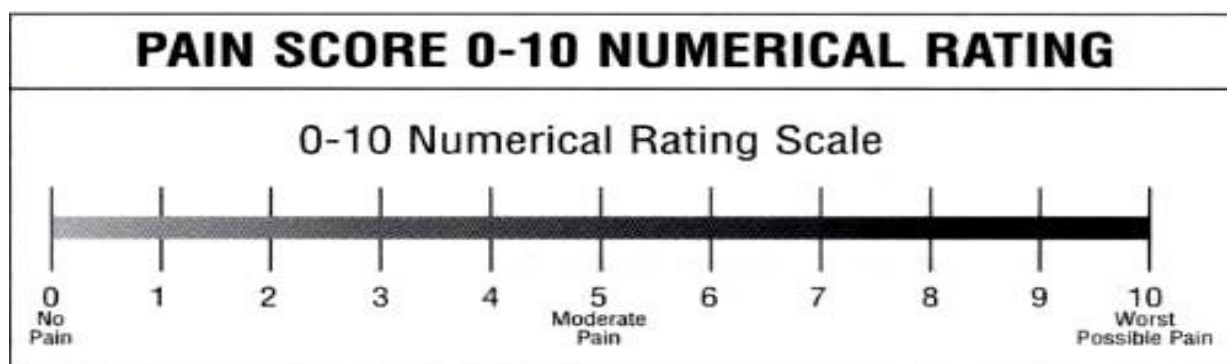 PAIN SCORE 0-10 NUMERICAL RATING
0-10 Numerical Rating Scale
0 1 2 3 4 5 6 7 8 9 10
No Moderate Worst
Pain Pain Possible Pain